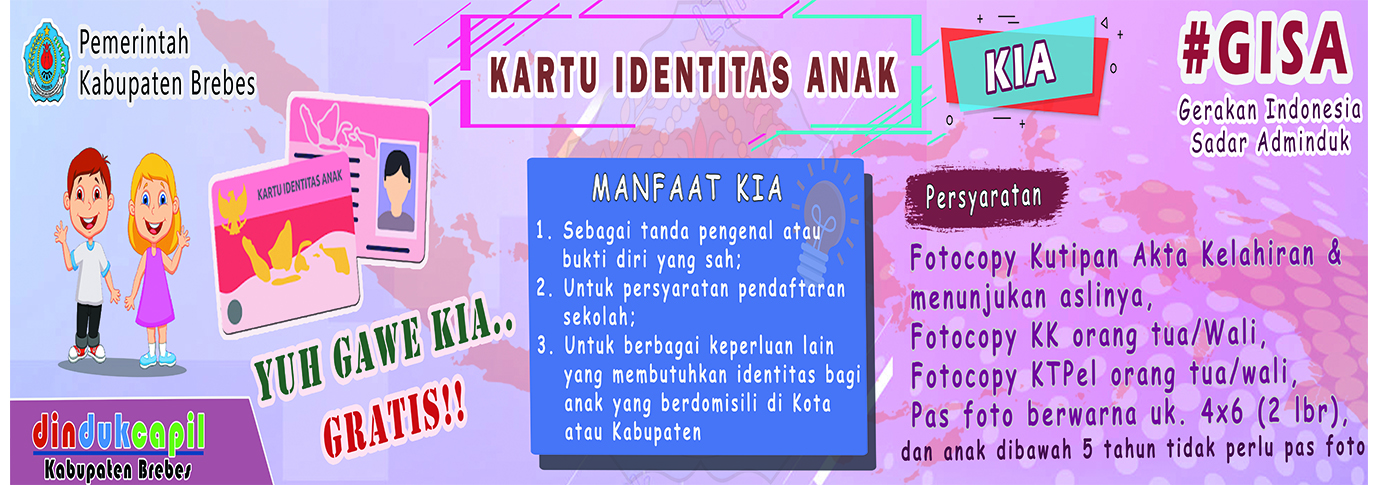 Pemerintah
Kabupaten Brebes
KARTU IDENTITAS ANAK
KIA
#GISA
Gerakan Indonesia
Sadar Adminduk
KARTU IDENTITAS ANAK
YUH GAWE KIA..
GRATIS!!
dindukcapil
Kabupaten Brebes
MANFAAT KIA
1. Sebagai tanda pengenal atau
bukti diri yang sah;
2. Untuk persyaratan pendaftaran
sekolah;
3. Untuk berbagai keperluan lain
yang membutuhkan identitas bagi
anak yang berdomisili di Kota
atau Kabupaten
Persyaratan
Fotocopy Kutipan Akta Kelahiran &
menunjukan aslinya,
Fotocopy KK orang tua/Wali,
Fotocopy KTPel orang tua/wali,
Pas foto berwarna uk. 4x6 (2 lbr),
dan anak dibawah 5 tahun tidak perlu pas foto